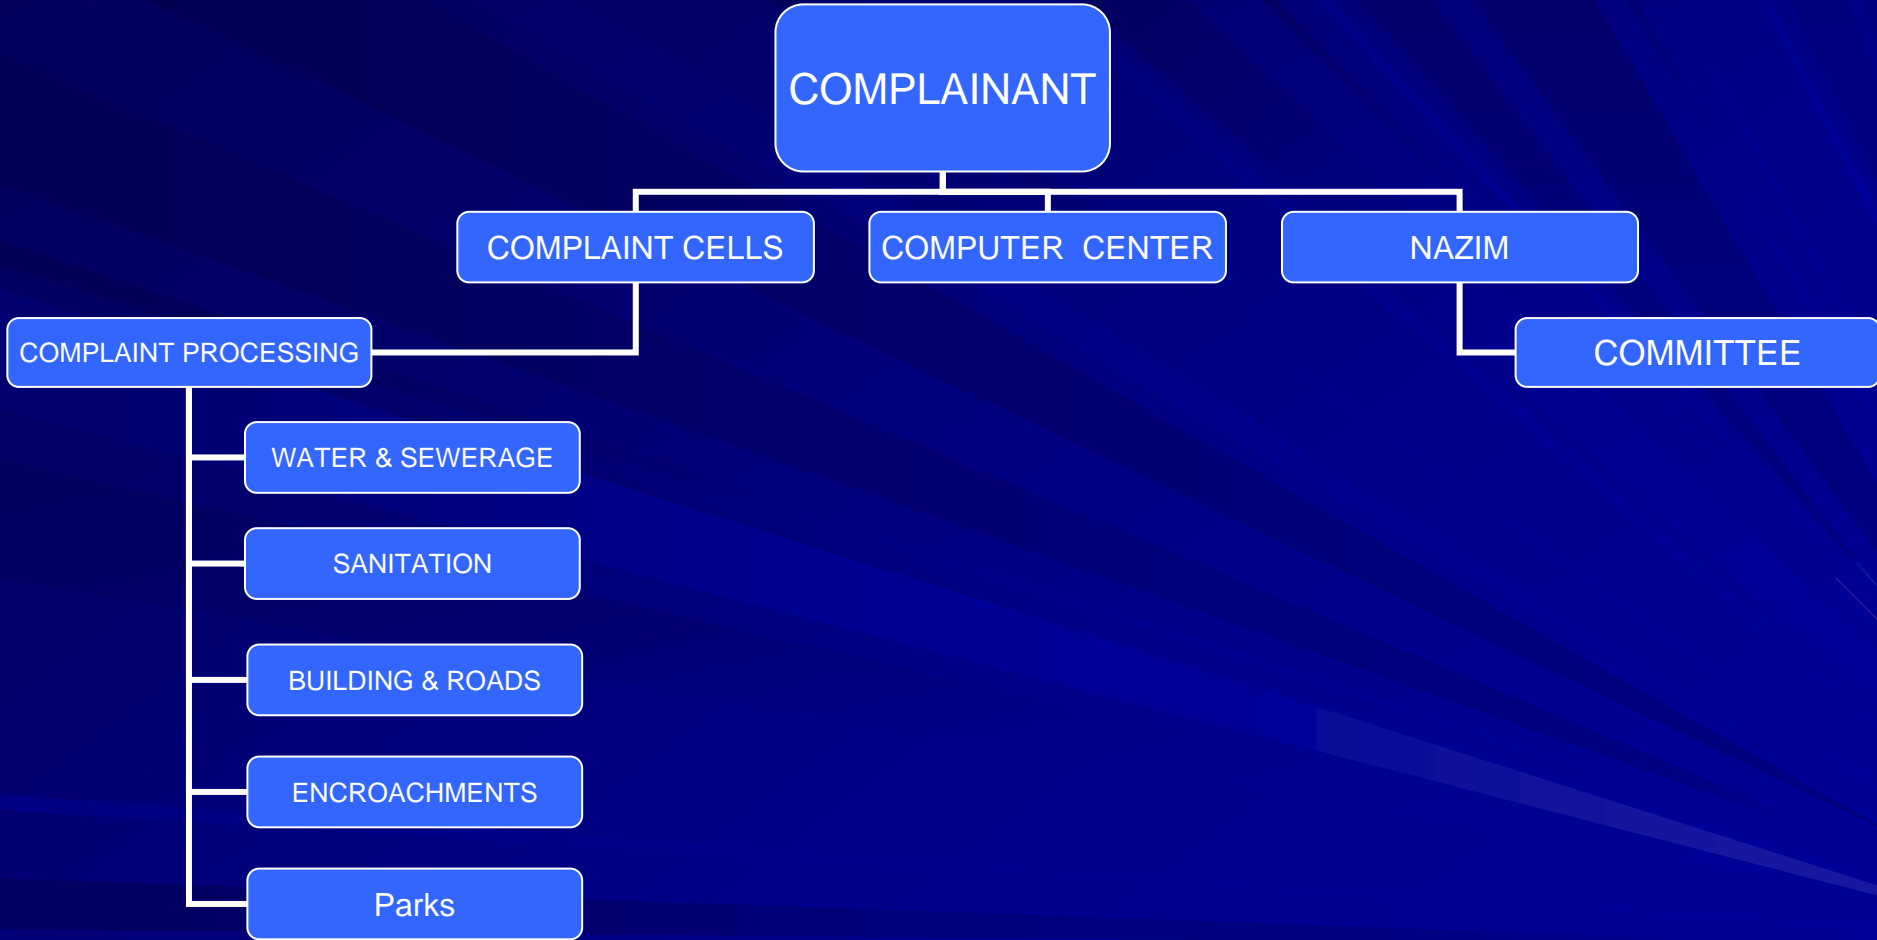 COMPLAINANT
COMPLAINT CELLS
COMPUTER CENTER
NAZIM
COMPLAINT PROCESSING
COMMITTEE
WATER & SEWERAGE
SANITATION
BUILDING & ROADS
ENCROACHMENTS
Parks